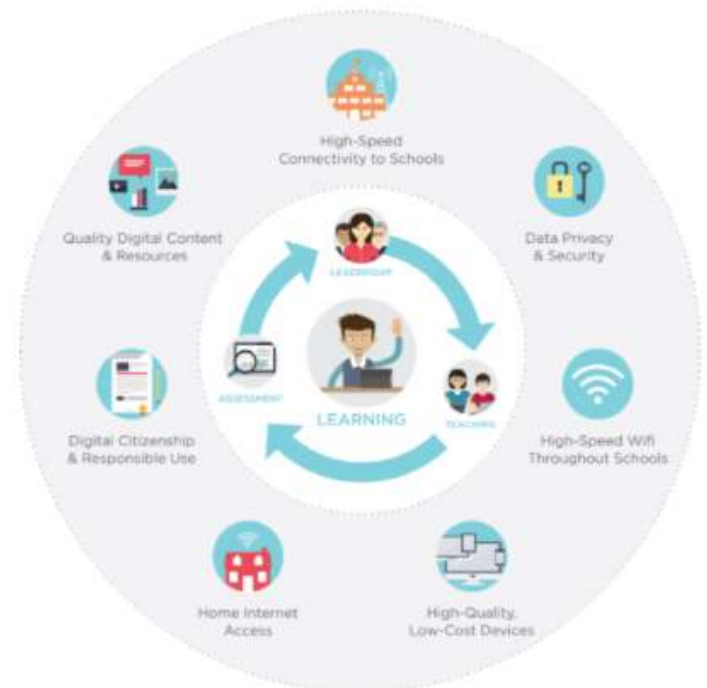 High-Speed
Connectivity to Schools
Quality Digital Content
& Resources
Data Privacy
& Security
LEADERSHIP
ASSESSMENT
LEARNING
TEACHING
Digital Citizenship
& Responsible Use
High-Speed Wifi
Throughout Schools
Home Internet
Access
High-Quality,
Low-Cost Devices